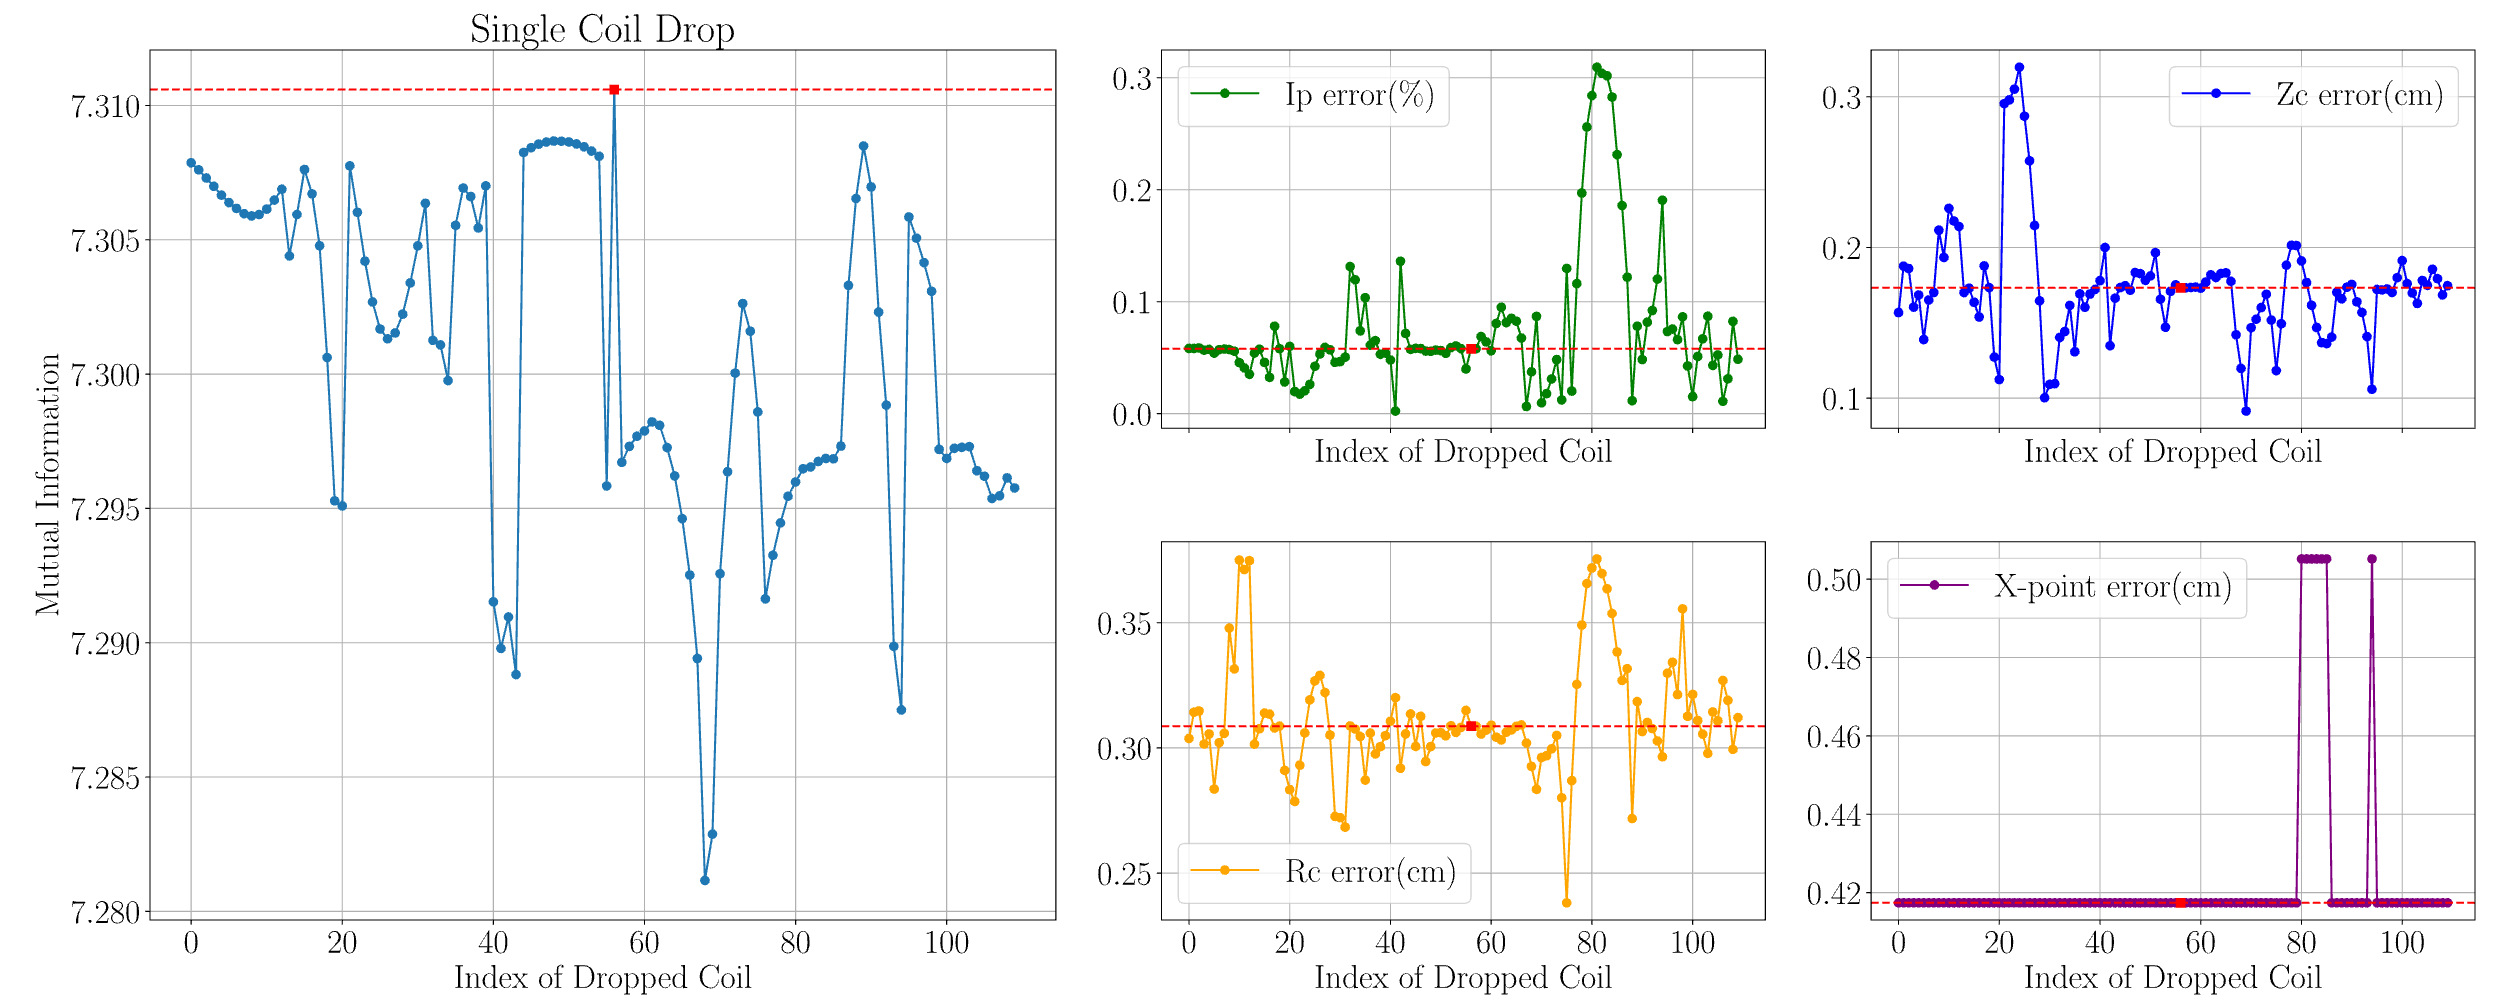 Single Coil Drop
Mutual Information
7.310
7.305
7.300
7.295
7.290
7.285
7.280
0 20 40 60 80 100
Index of Dropped Coil
Ip error(%)
0.3
0.2
0.1
0.0
Index of Dropped Coil
Zc error(cm)
0.3
0.2
0.1
Index of Dropped Coil
Rc error(cm)
0.35
0.30
0.25
0 20 40 60 80 100
Index of Dropped Coil
X-point error(cm)
0.50
0.48
0.46
0.44
0.42
0 20 40 60 80 100
Index of Dropped Coil